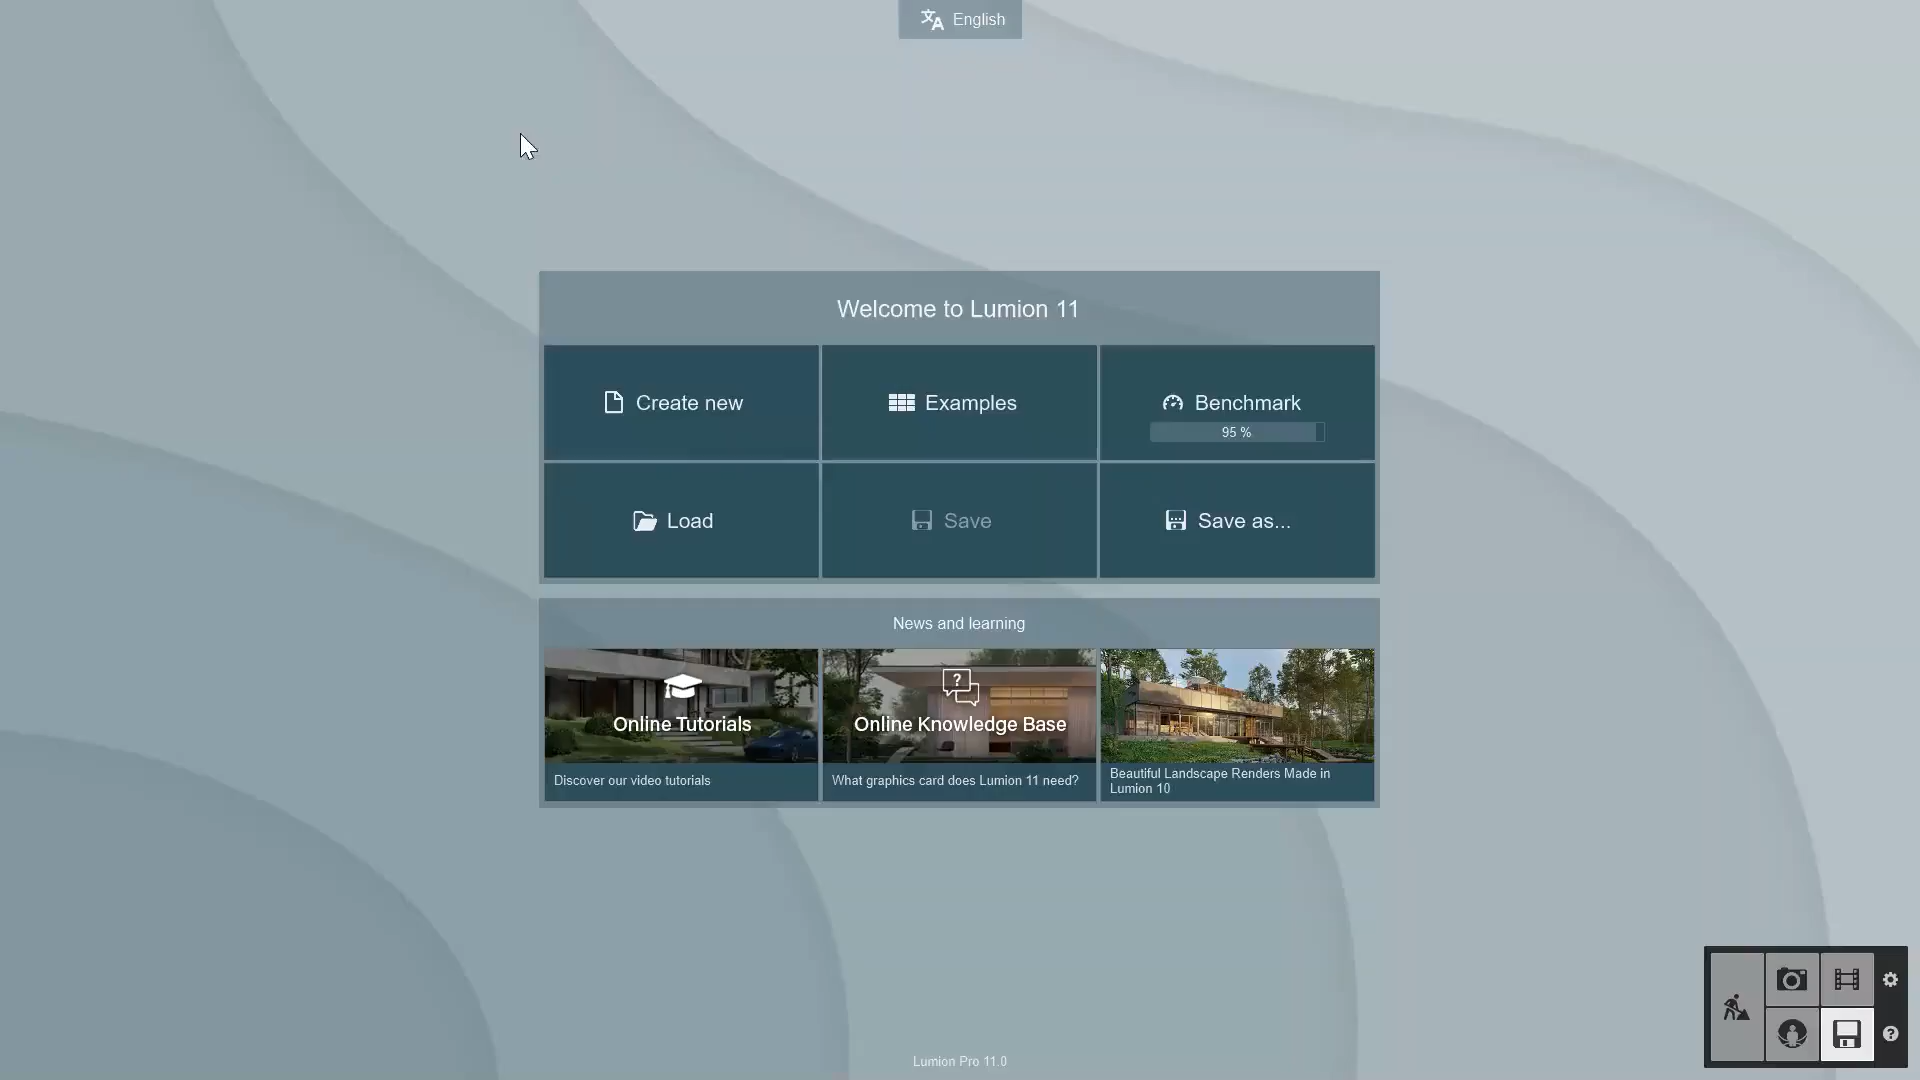 English
Welcome to Lumion 11
Create new
Examples
Benchmark
95 %
Load
Save
Save as...
News and learning
Online Tutorials
Online Knowledge Base
Discover our video tutorials
What graphics card does Lumion 11 need?
Beautiful Landscape Renders Made in
Lumion 10
Lumion Pro 11.0